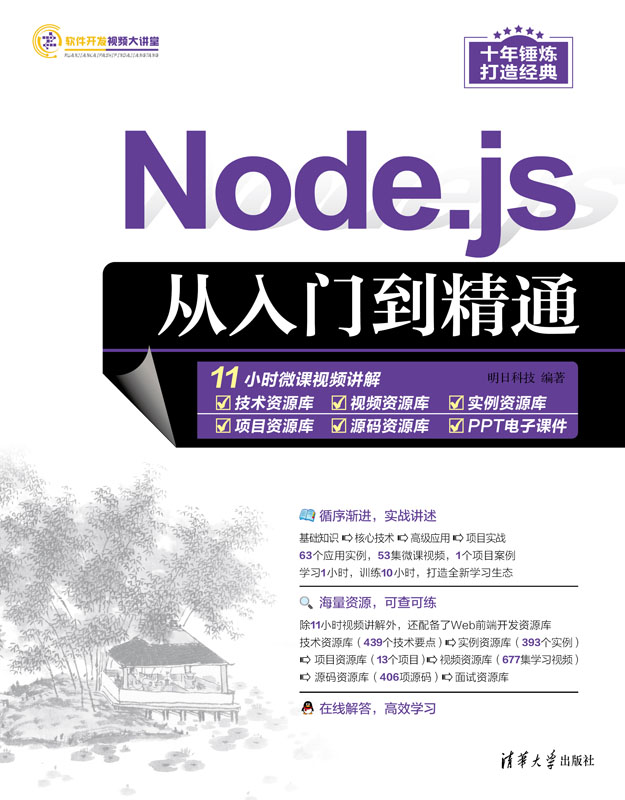 软件开发视频大讲堂
RUANJIANKAIFASHIPINDAJIANGTANG
十年锤炼
打造经典
Node.js
从入门到精通
11小时微课视频讲解
明日科技 编著
技术资源库 视频资源库 实例资源库
项目资源库 源码资源库 PPT电子课件
循序渐进，实战讲述
基础知识 核心技术 高级应用 项目实战
63个应用实例，53集微课视频，1个项目案例
学习1小时，训练10小时，打造全新学习生态
海量资源，可查可练
除11小时视频讲解外，还配备了Web前端开发资源库
技术资源库（439个技术要点） 实例资源库（393个实例）
项目资源库（13个项目） 视频资源库（677集学习视频）
源码资源库（406项源码） 面试资源库
在线解答，高效学习
清华大学出版社